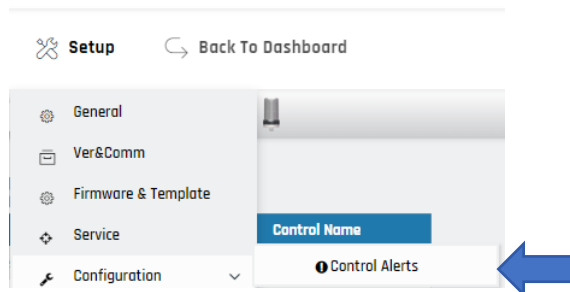 Setup Back To Dashboard
General
Ver&Comm
Firmware & Template
Service
Control Name
Configuration
Control Alerts